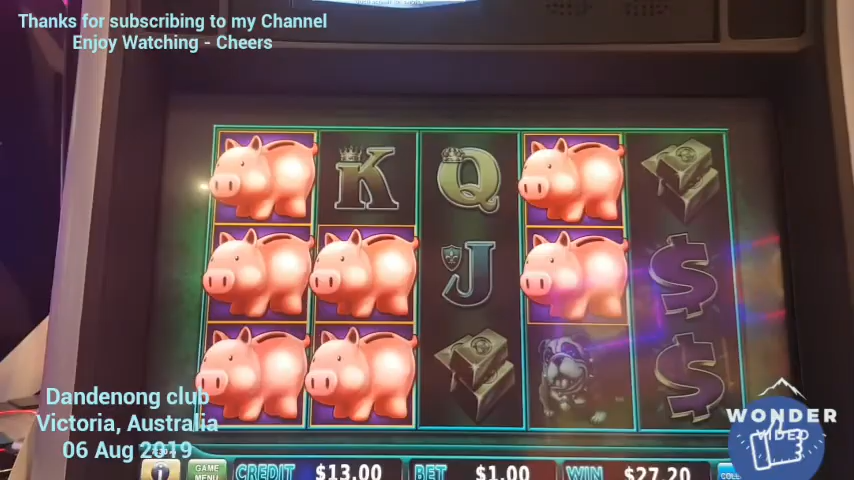 Thanks for subscribing to my Channel
Enjoy Watching - Cheers
K
Q
J
Dandenong club
Victoria, Australia
06 Aug 2019
WONDER
VIDEO
GAME
MENU
CREDIT $13.00 BET $1.00 WIN $27.20